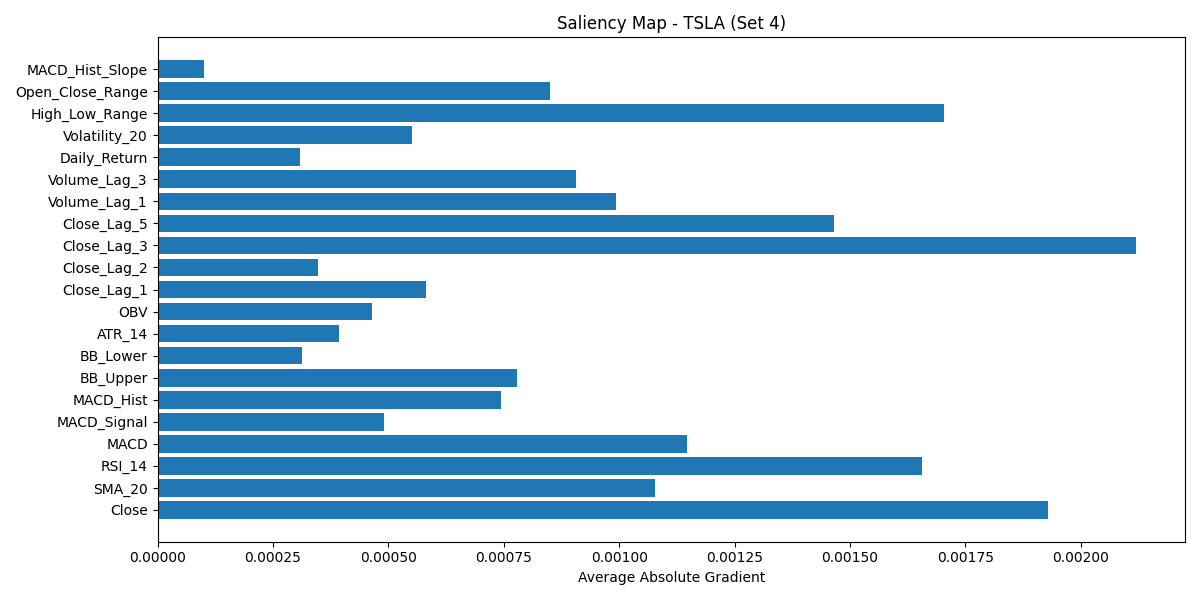 Saliency Map - TSLA (Set 4)
MACD_Hist_Slope
Open_Close_Range
High_Low_Range
Volatility_20
Daily_Return
Volume_Lag_3
Volume_Lag_1
Close_Lag_5
Close_Lag_3
Close_Lag_2
Close_Lag_1
OBV
ATR_14
BB_Lower
BB_Upper
MACD_Hist
MACD_Signal
MACD
RSI_14
SMA_20
Close
0.00000 0.00025 0.00050 0.00075 0.00100 0.00125 0.00150 0.00175 0.00200
Average Absolute Gradient